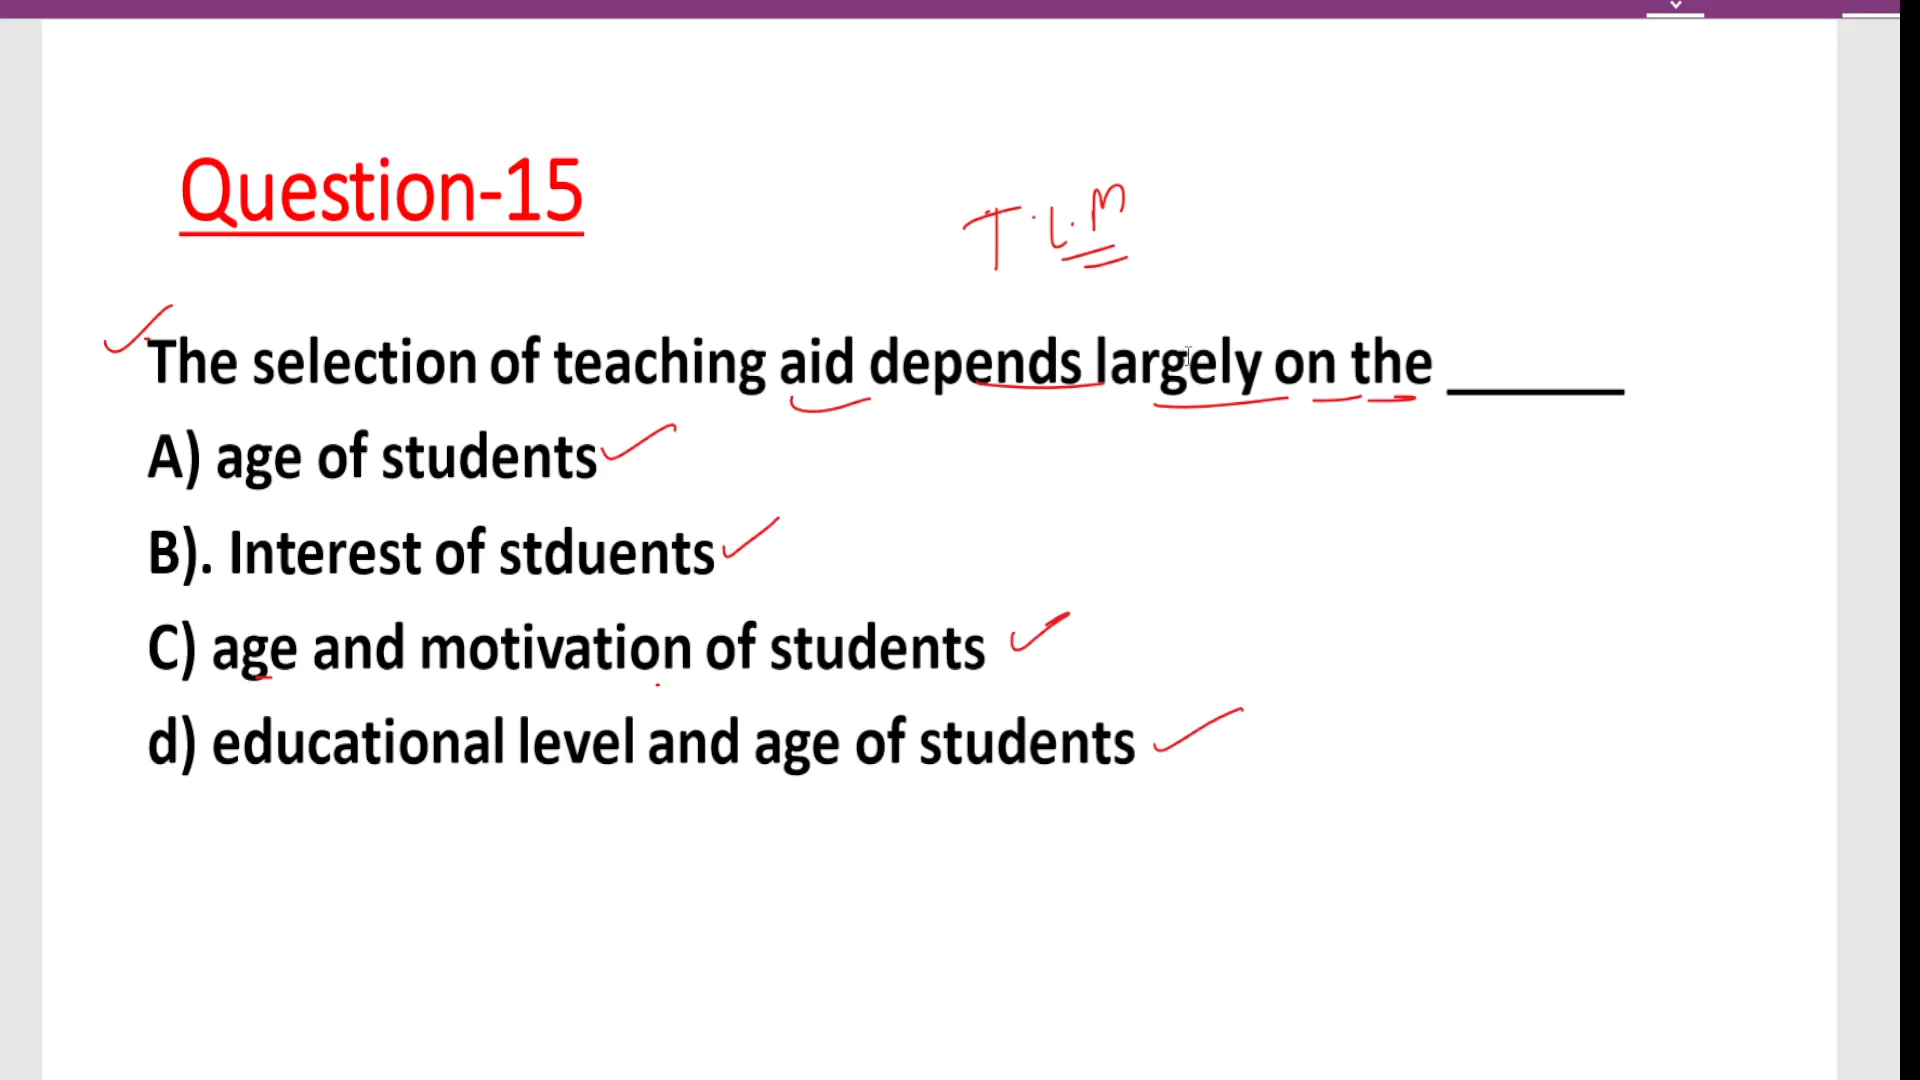 Question-15
T.L.M
The selection of teaching aid depends largely on the ______
A) age of students
B). Interest of stduents
C) age and motivation of students
d) educational level and age of students